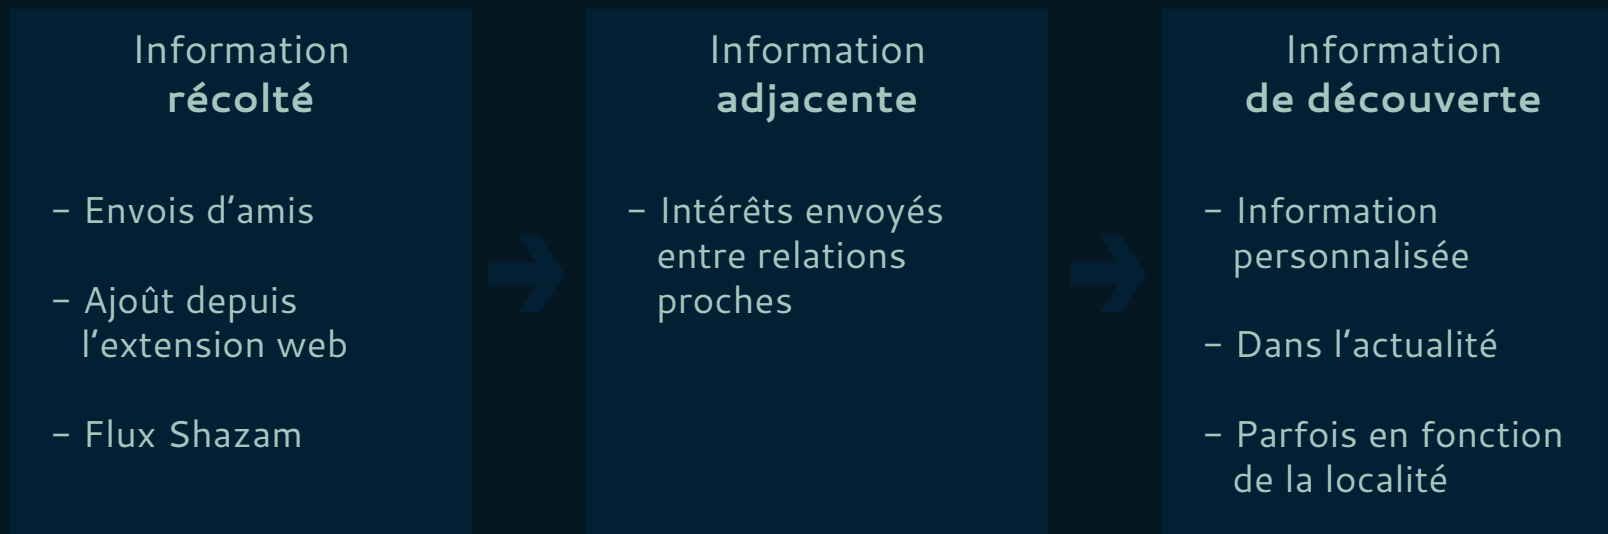 Information
récolté
- Envois d'amis
- Ajoût depuis
l'extension web
- Flux Shazam
Information
adjacente
- Intérêts envoyés
entre relations
proches
Information
de découverte
- Information
personnalisée
- Dans l'actualité
- Parfois en fonction
de la localité